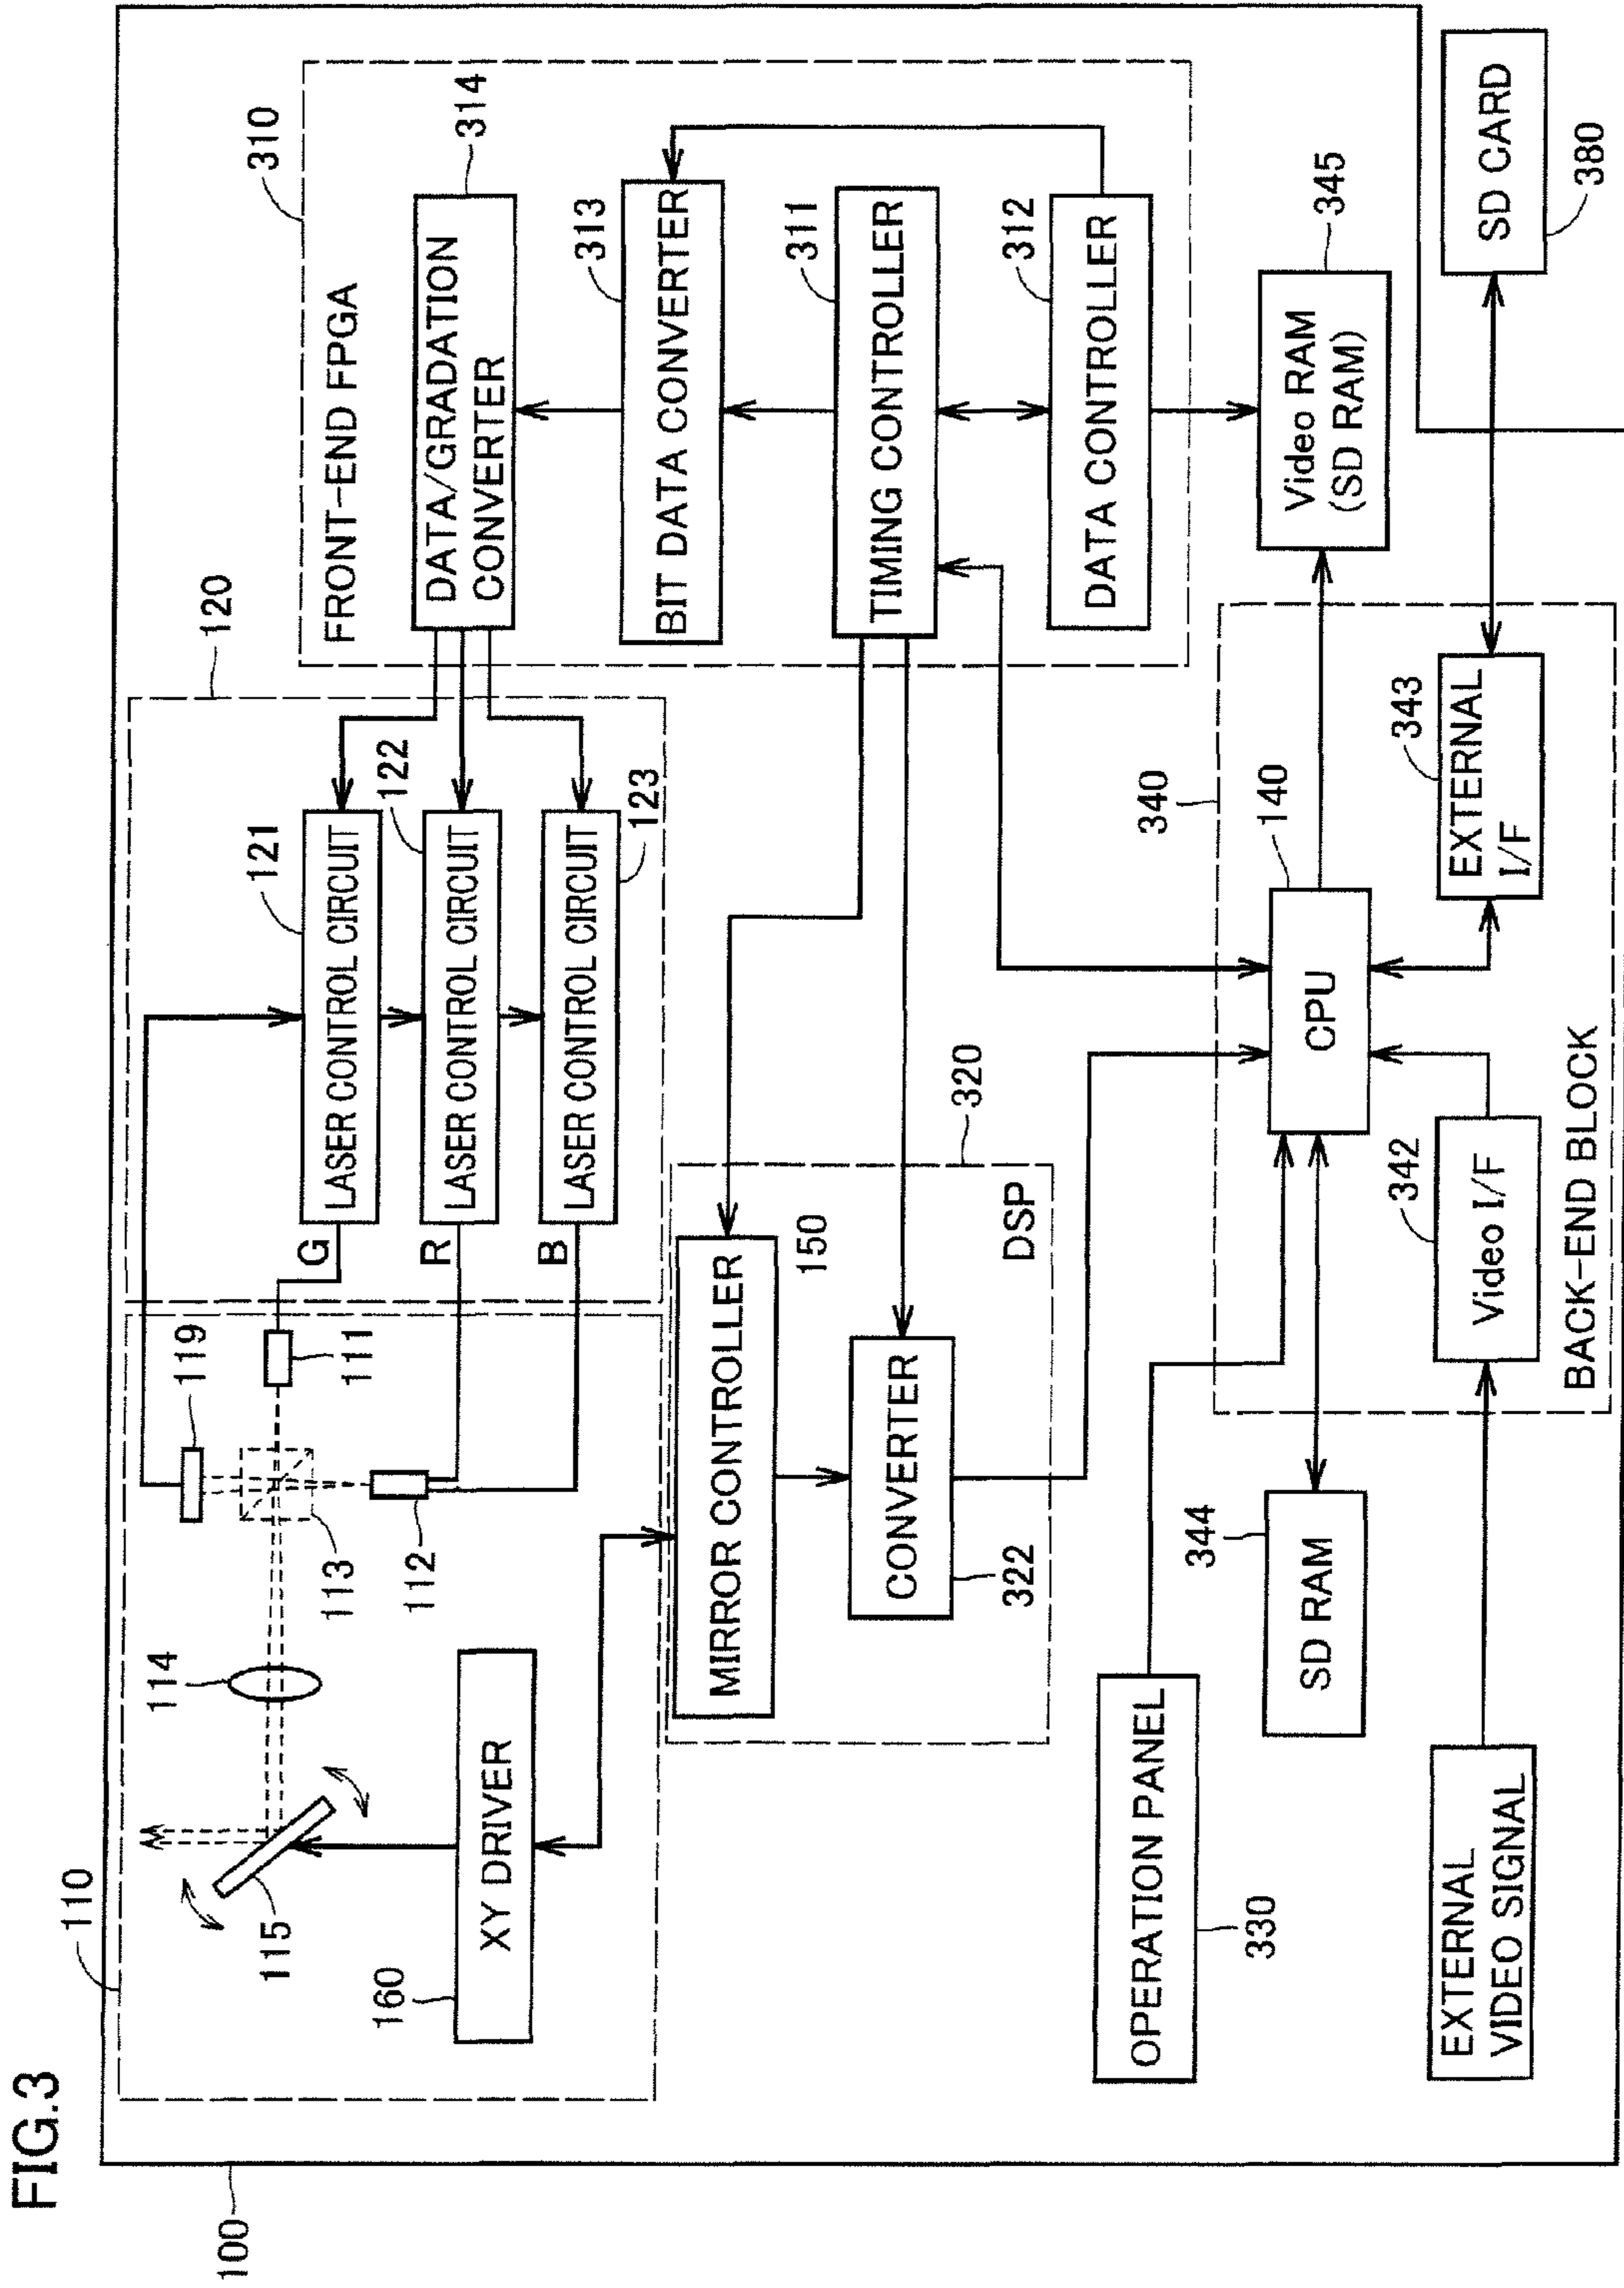 FIG.3
100
110
115
114
113
119
111
112
160
XY DRIVER
120
G
R
B
121
LASER CONTROL CIRCUIT
122
LASER CONTROL CIRCUIT
123
LASER CONTROL CIRCUIT
310
FRONT-END FPGA
314
DATA/GRADATION
CONVERTER
313
BIT DATA CONVERTER
311
TIMING CONTROLLER
312
DATA CONTROLLER
320
DSP
MIRROR CONTROLLER
150
CONVERTER
322
OPERATION PANEL
330
344
SD RAM
EXTERNAL
VIDEO SIGNAL
340
140
CPU
342
Video I/F
343
EXTERNAL
I/F
BACK-END BLOCK
345
Video RAM
(SD RAM)
SD CARD
380